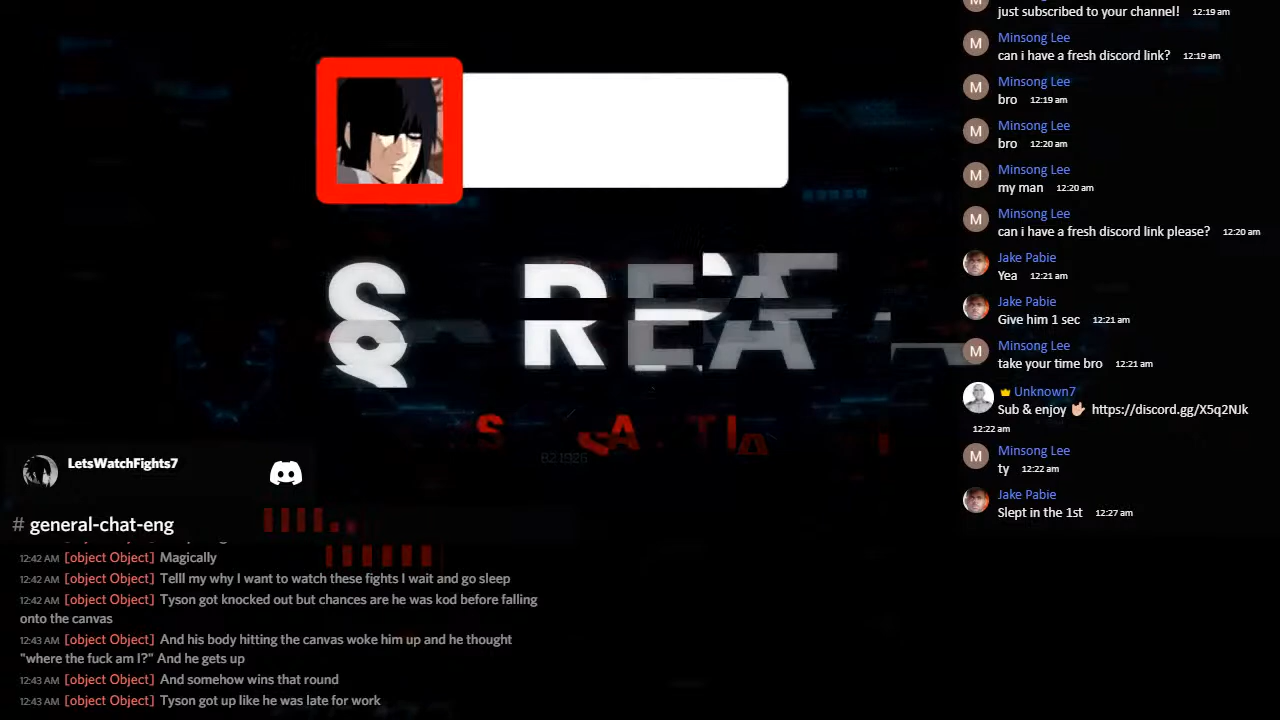 just subscribed to your channel! 12:19 am
M Minsong Lee
can i have a fresh discord link? 12:19 am
M Minsong Lee
bro 12:19 am
M Minsong Lee
bro 12:20 am
M Minsong Lee
my man 12:20 am
M Minsong Lee
can i have a fresh discord link please? 12:20 am
Jake Pabie
Yea 12:21 am
Jake Pabie
Give him 1 sec 12:21 am
M Minsong Lee
take your time bro 12:21 am
Unknown7
Sub & enjoy 🤟🏻 https://discord.gg/X5q2NJk
12:22 am
M Minsong Lee
ty 12:22 am
Jake Pabie
Slept in the 1st 12:27 am
S REA
LetsWatchFights7
# general-chat-eng
12:42 AM [object Object] Magically
12:42 AM [object Object] Telll my why I want to watch these fights I wait and go sleep
12:42 AM [object Object] Tyson got knocked out but chances are he was kod before falling
onto the canvas
12:43 AM [object Object] And his body hitting the canvas woke him up and he thought
"where the fuck am I?" And he gets up
12:43 AM [object Object] And somehow wins that round
12:43 AM [object Object] Tyson got up like he was late for work